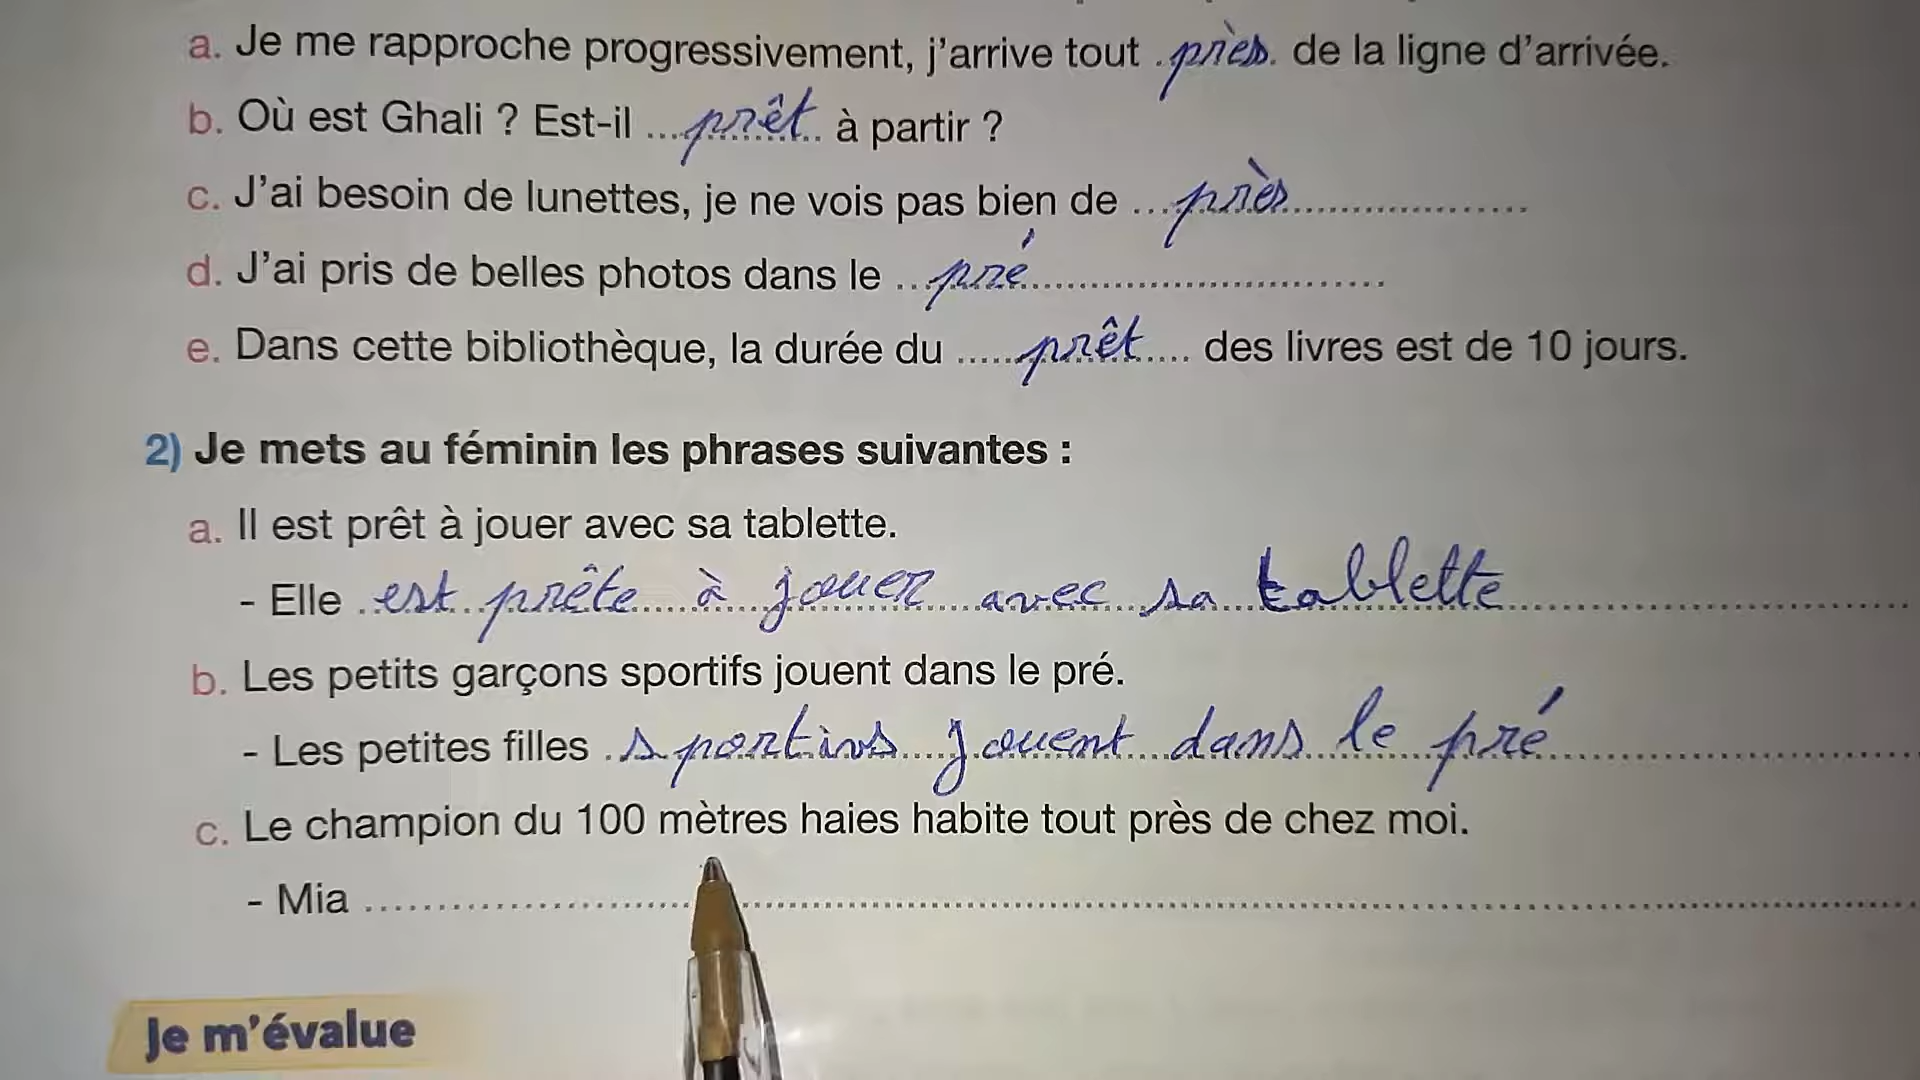 a. Je me rapproche progressivement, j'arrive tout .près. de la ligne d'arrivée.
b. Où est Ghali ? Est-il ...prêt.. à partir ?
c. J'ai besoin de lunettes, je ne vois pas bien de ...près....................
d. J'ai pris de belles photos dans le ...pré..............................
e. Dans cette bibliothèque, la durée du .....prêt.... des livres est de 10 jours.
2) Je mets au féminin les phrases suivantes :
a. Il est prêt à jouer avec sa tablette.
- Elle ..est..prête.....à....jouer....avec...sa...tablette..............................
b. Les petits garçons sportifs jouent dans le pré.
- Les petites filles .sportivs....jouent...dans...le...pré..............................
c. Le champion du 100 mètres haies habite tout près de chez moi.
- Mia ................................................................................
Je m'évalue